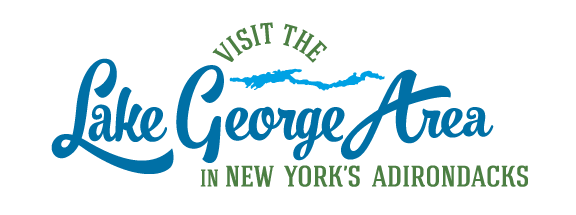 VISIT THE
Lake George Area
IN NEW YORK'S ADIRONDACKS